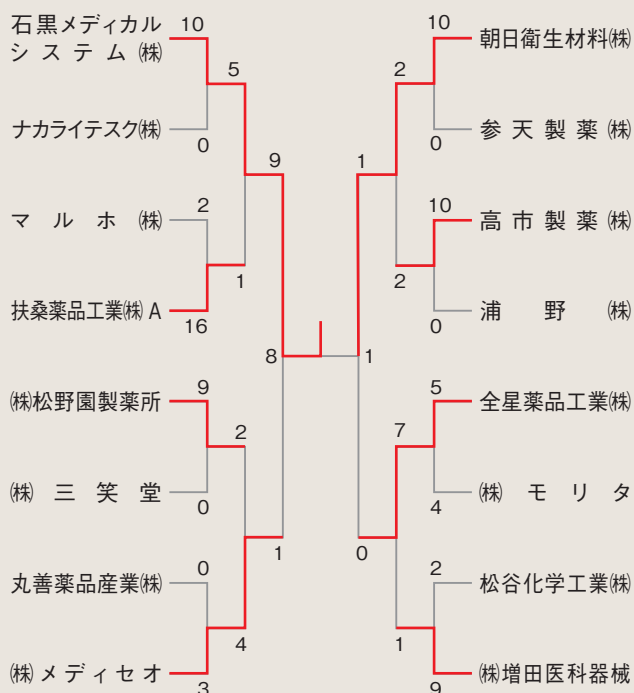 石黒メディカル
システム㈱
10
5
ナカライテスク㈱
0
9
マルホ㈱
2
1
扶桑薬品工業㈱A
16
8
㈱松野園製薬所
9
2
㈱三笑堂
0
1
丸善薬品産業㈱
0
4
㈱メディセオ
3
10
朝日衛生材料㈱
2
0
参天製薬㈱
1
10
高市製薬㈱
2
0
浦野㈱
1
5
全星薬品工業㈱
7
4
㈱モリタ
0
2
松谷化学工業㈱
1
9
㈱増田医科器械